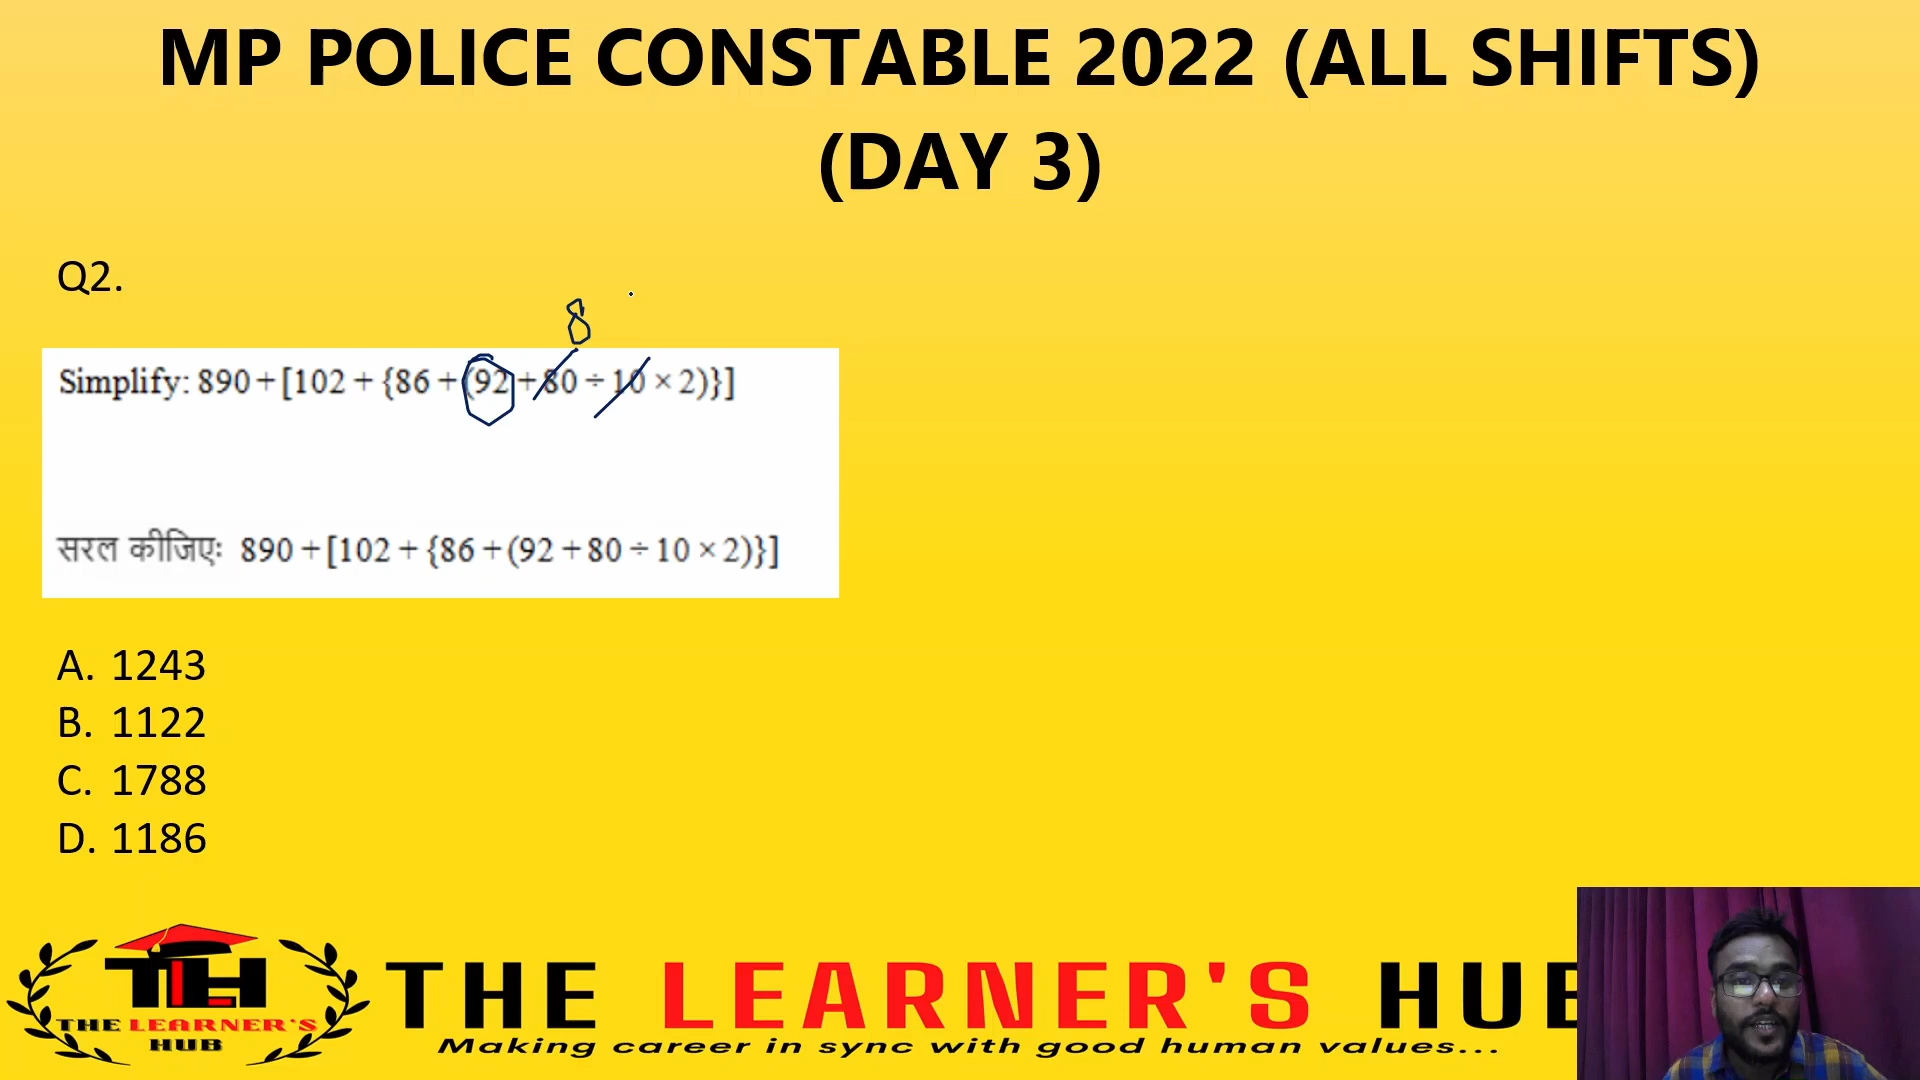 MP POLICE CONSTABLE 2022 (ALL SHIFTS)
(DAY 3)
Q2.
8
Simplify: 890 + [102 + {86 + (92 + 80 ÷ 10 × 2)}]
सरल कीजिएः 890 + [102 + {86 + (92 + 80 ÷ 10 × 2)}]
A. 1243
B. 1122
C. 1788
D. 1186
TLH
THE LEARNER'S
HUB
THE LEARNER'S HUB
Making career in sync with good human values...